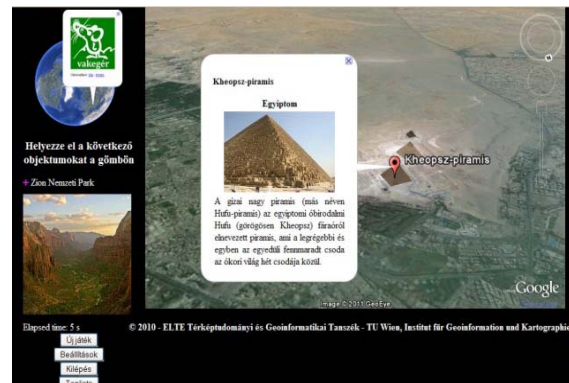 vakegér
Helyezze el a következő
objektumokat a gömbön
+ Zion Nemzeti Park
Elapsed time: 5 s
Új játék
Beállítások
Kilépés
Kheopsz-piramis
Egyiptom
A gízai nagy piramis (más néven
Hufu-piramis) az egyiptomi óbirodalmi
Hufu (görögösen Kheopsz) fáraóról
elnevezett piramis, ami a legrégebbi és
egyben az egyedüli fennmaradt csoda
az ókori világ hét csodája közül.
Kheopsz-piramis
Google
Image © 2011 GeoEye
© 2010 - ELTE Térképtudományi és Geoinformatikai Tanszék - TU Wien, Institut für Geoinformation und Kartographie